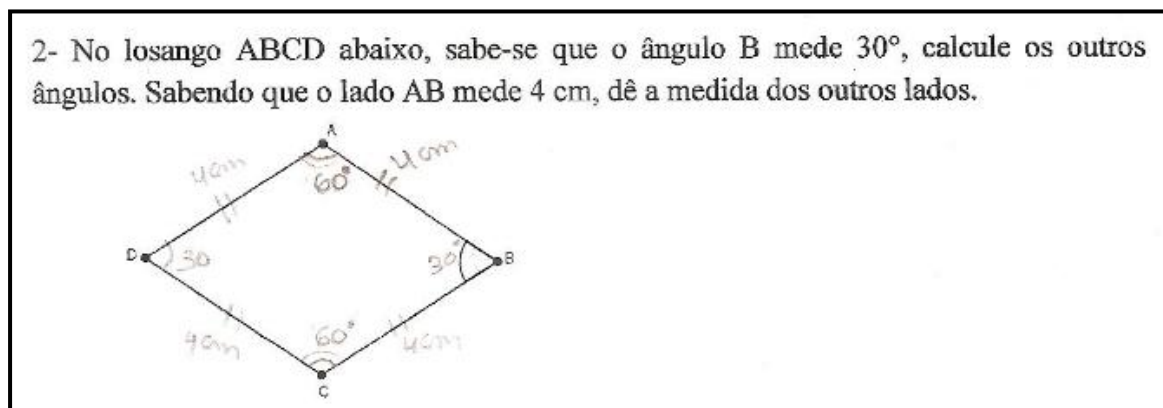 2- No losango ABCD abaixo, sabe-se que o ângulo B mede 30°, calcule os outros
ângulos. Sabendo que o lado AB mede 4 cm, dê a medida dos outros lados.
A
4cm
4cm
60°
D
30
30°
B
4cm
60°
4cm
C